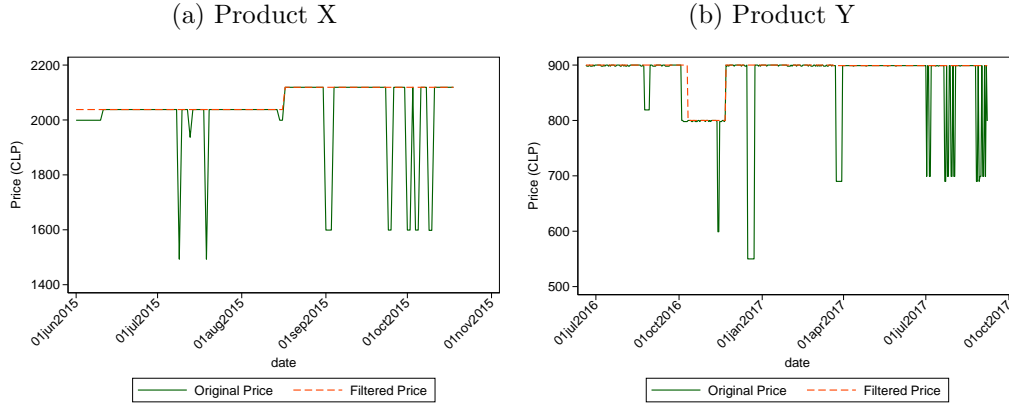 (a) Product X
2200
2000
1800
1600
1400
Price (CLP)
01jun2015
01jul2015
01aug2015
01sep2015
01oct2015
01nov2015
date
Original Price
Filtered Price
(b) Product Y
900
800
700
600
500
Price (CLP)
01jul2016
01oct2016
01jan2017
01apr2017
01jul2017
01oct2017
date
Original Price
Filtered Price